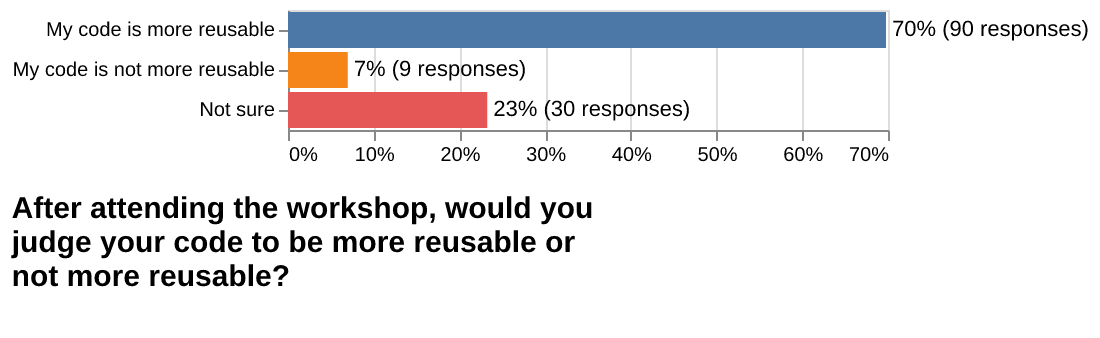 My code is more reusable 70% (90 responses)
My code is not more reusable 7% (9 responses)
Not sure 23% (30 responses)
0% 10% 20% 30% 40% 50% 60% 70%
After attending the workshop, would you
judge your code to be more reusable or
not more reusable?